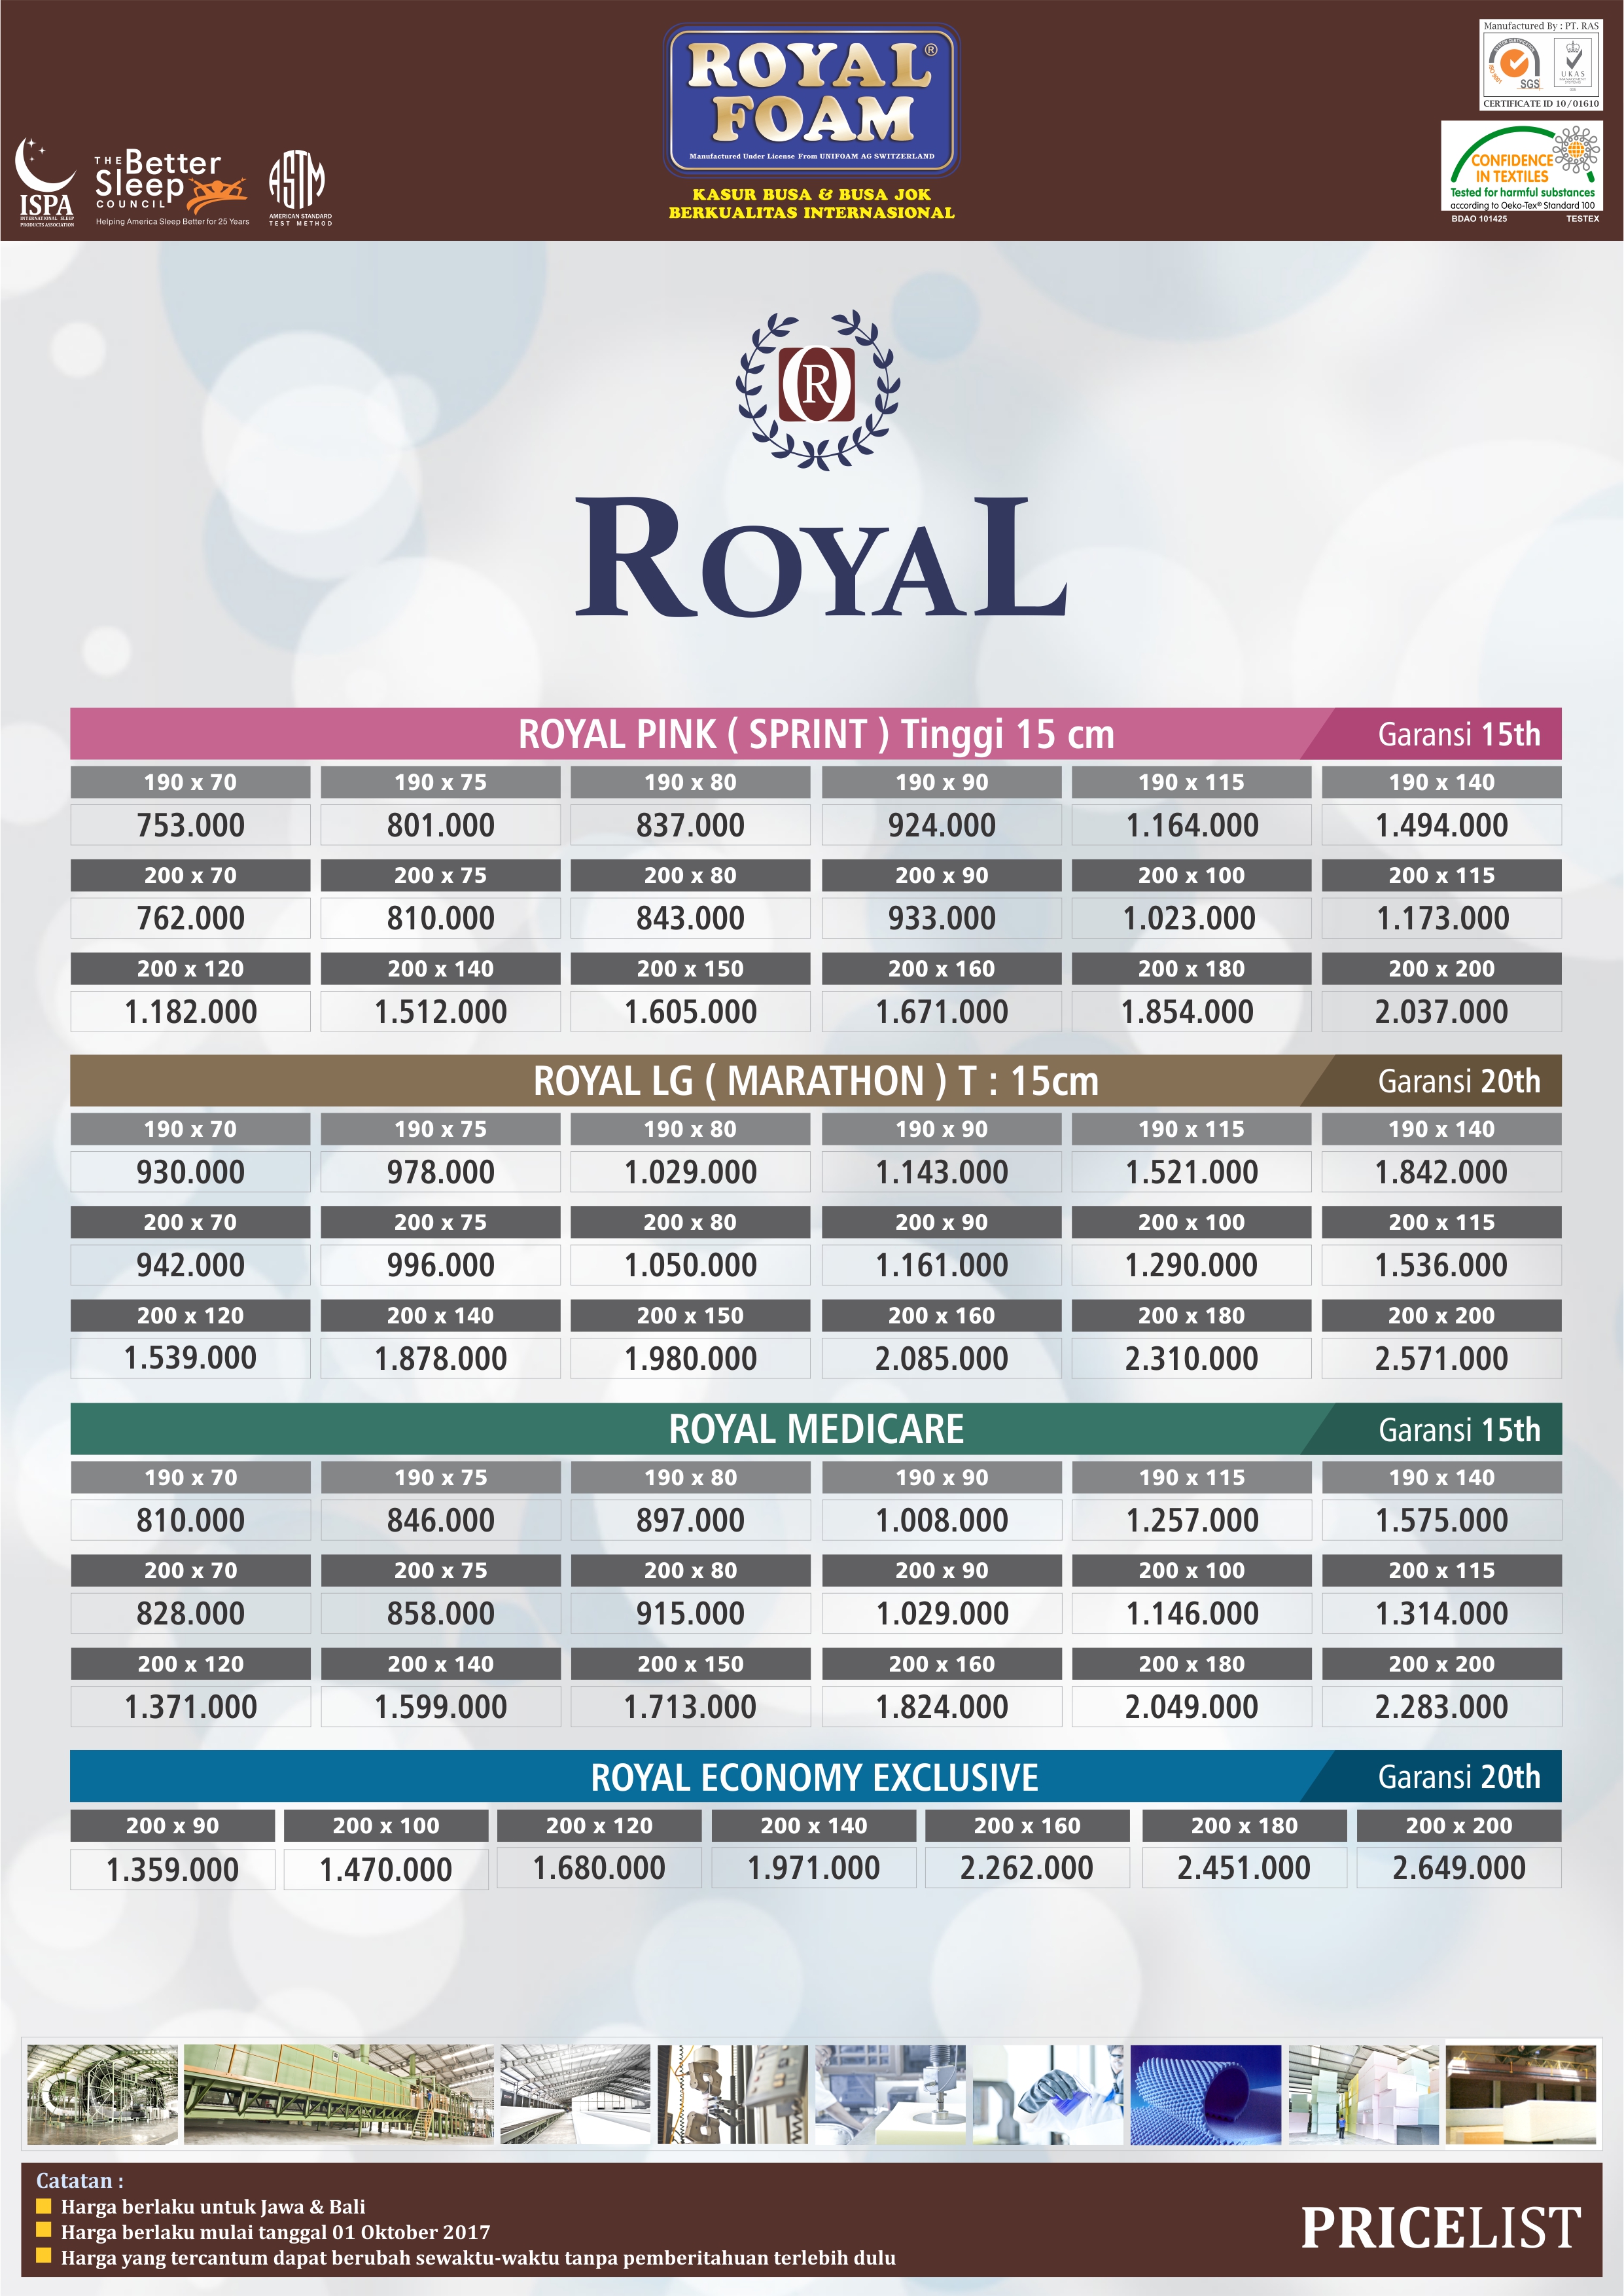 ROYAL®
FOAM
Manufactured Under License From UNIFOAM AG SWITZERLAND
KASUR BUSA & BUSA JOK
BERKUALITAS INTERNASIONAL
ISPA
INTERNATIONAL SLEEP
PRODUCTS ASSOCIATION
THE Better
Sleep
COUNCIL
Helping America Sleep Better for 25 Years
ASTM
AMERICAN STANDARD
TEST METHOD
Manufactured By : PT. RAS
SGS
UKAS
CERTIFICATE ID 10/01610
CONFIDENCE
IN TEXTILES
Tested for harmful substances
according to Oeko-Tex® Standard 100
BDAO 101425 TESTEX
R
ROYAL
ROYAL PINK ( SPRINT ) Tinggi 15 cm Garansi 15th
190 x 70 190 x 75 190 x 80 190 x 90 190 x 115 190 x 140
753.000 801.000 837.000 924.000 1.164.000 1.494.000
200 x 70 200 x 75 200 x 80 200 x 90 200 x 100 200 x 115
762.000 810.000 843.000 933.000 1.023.000 1.173.000
200 x 120 200 x 140 200 x 150 200 x 160 200 x 180 200 x 200
1.182.000 1.512.000 1.605.000 1.671.000 1.854.000 2.037.000
ROYAL LG ( MARATHON ) T : 15cm Garansi 20th
190 x 70 190 x 75 190 x 80 190 x 90 190 x 115 190 x 140
930.000 978.000 1.029.000 1.143.000 1.521.000 1.842.000
200 x 70 200 x 75 200 x 80 200 x 90 200 x 100 200 x 115
942.000 996.000 1.050.000 1.161.000 1.290.000 1.536.000
200 x 120 200 x 140 200 x 150 200 x 160 200 x 180 200 x 200
1.539.000 1.878.000 1.980.000 2.085.000 2.310.000 2.571.000
ROYAL MEDICARE Garansi 15th
190 x 70 190 x 75 190 x 80 190 x 90 190 x 115 190 x 140
810.000 846.000 897.000 1.008.000 1.257.000 1.575.000
200 x 70 200 x 75 200 x 80 200 x 90 200 x 100 200 x 115
828.000 858.000 915.000 1.029.000 1.146.000 1.314.000
200 x 120 200 x 140 200 x 150 200 x 160 200 x 180 200 x 200
1.371.000 1.599.000 1.713.000 1.824.000 2.049.000 2.283.000
ROYAL ECONOMY EXCLUSIVE Garansi 20th
200 x 90 200 x 100 200 x 120 200 x 140 200 x 160 200 x 180 200 x 200
1.359.000 1.470.000 1.680.000 1.971.000 2.262.000 2.451.000 2.649.000
Catatan :
Harga berlaku untuk Jawa & Bali
Harga berlaku mulai tanggal 01 Oktober 2017
Harga yang tercantum dapat berubah sewaktu-waktu tanpa pemberitahuan terlebih dulu
PRICELIST